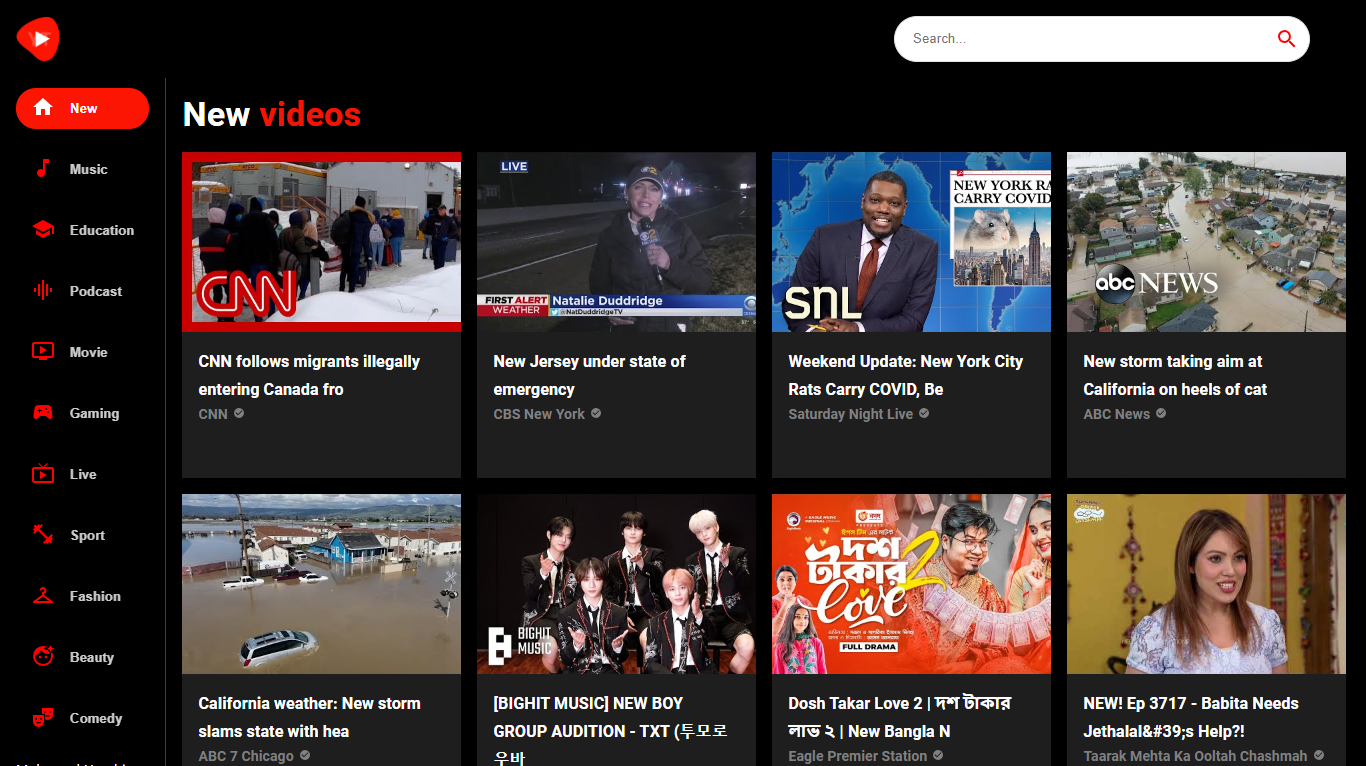 Search...
New
Music
Education
Podcast
Movie
Gaming
Live
Sport
Fashion
Beauty
Comedy
New videos
CNN
CNN follows migrants illegally
entering Canada fro
CNN
LIVE
FIRST ALERT
WEATHER
Natalie Duddridge
@NatDuddridgeTV
New Jersey under state of
emergency
CBS New York
NEW YORK RA
CARRY COVID
SNL
Weekend Update: New York City
Rats Carry COVID, Be
Saturday Night Live
abc NEWS
New storm taking aim at
California on heels of cat
ABC News
California weather: New storm
slams state with hea
ABC 7 Chicago
BIGHIT
MUSIC
[BIGHIT MUSIC] NEW BOY
GROUP AUDITION - TXT (투모로
우바
দশ
টাকার
love 2
FULL DRAMA
Dosh Takar Love 2 | দশ টাকার
লাভ ২ | New Bangla N
Eagle Premier Station
NEW! Ep 3717 - Babita Needs
Jethalal&#39;s Help?!
Taarak Mehta Ka Ooltah Chashmah